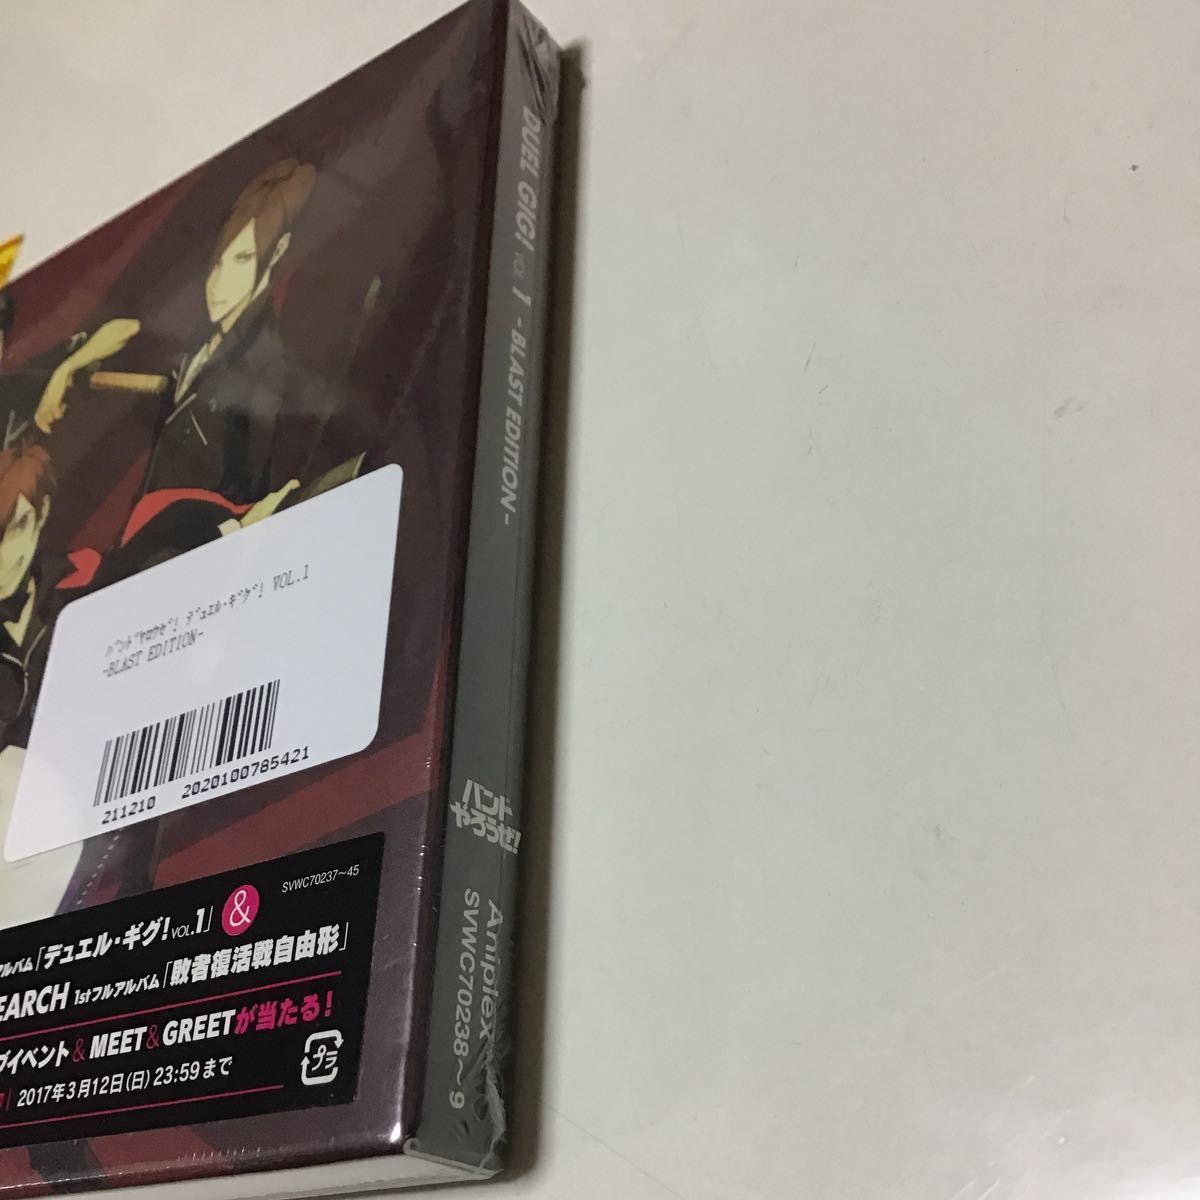 DUEL GIG! VOL.1 -BLAST EDITION-
バンド
やろうぜ!
Aniplex
SVWC70238～9
ﾊﾞﾝﾄﾞﾔﾛｳｾﾞ! ﾃﾞｭｴﾙ･ｷﾞｸﾞ! VOL.1
-BLAST EDITION-
211210 2020100785421
SVWC70237～45
アルバム「デュエル・ギグ! VOL.1」&
EARCH 1stフルアルバム「敗者復活戦自由形」
イベント&MEET&GREETが当たる!
2017年3月12日(日)23:59まで
プラ